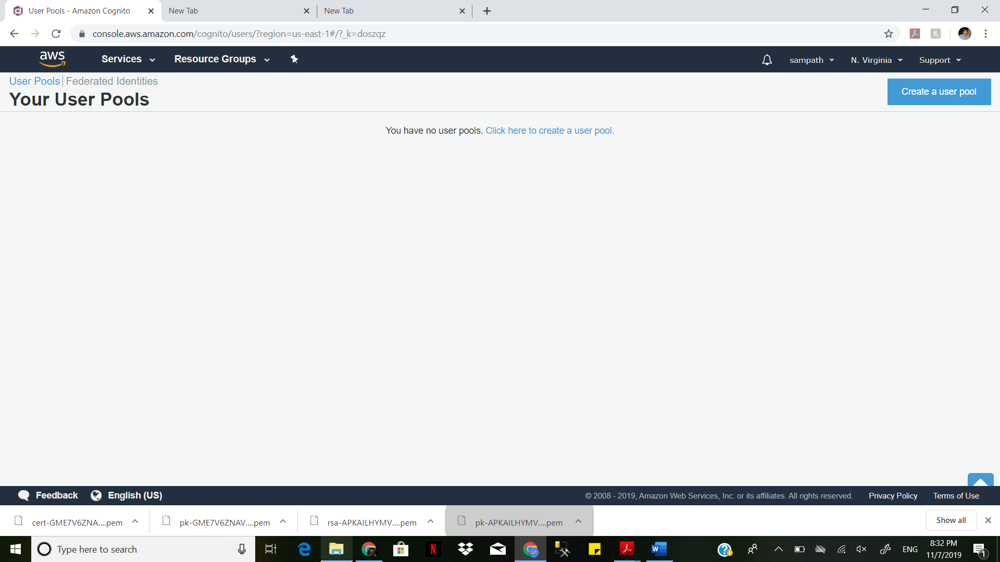 User Pools - Amazon Cognito
New Tab
New Tab
console.aws.amazon.com/cognito/users/?region=us-east-1#/?_k=doszqz
aws
Services
Resource Groups
sampath
N. Virginia
Support
User Pools
Federated Identities
Your User Pools
Create a user pool
You have no user pools. Click here to create a user pool.
Feedback
English (US)
© 2008 - 2019, Amazon Web Services, Inc. or its affiliates. All rights reserved.
Privacy Policy
Terms of Use
cert-GME7V6ZNA....pem
pk-GME7V6ZNAV....pem
rsa-APKAILHYMV....pem
pk-APKAILHYMV....pem
Show all
Type here to search
ENG
8:32 PM
11/7/2019
1